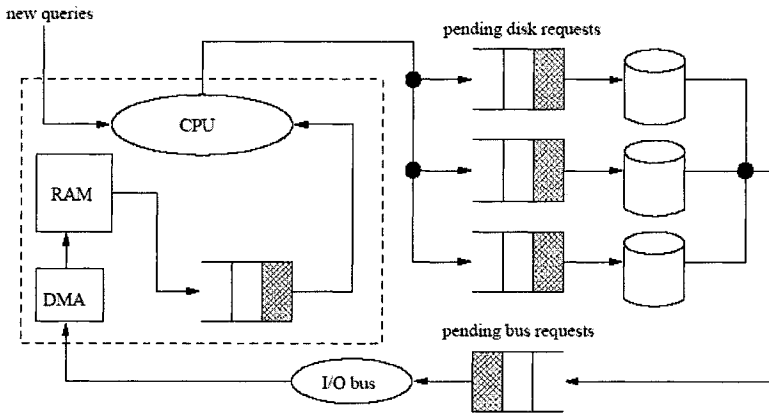 new queries
pending disk requests
CPU
RAM
DMA
pending bus requests
I/O bus